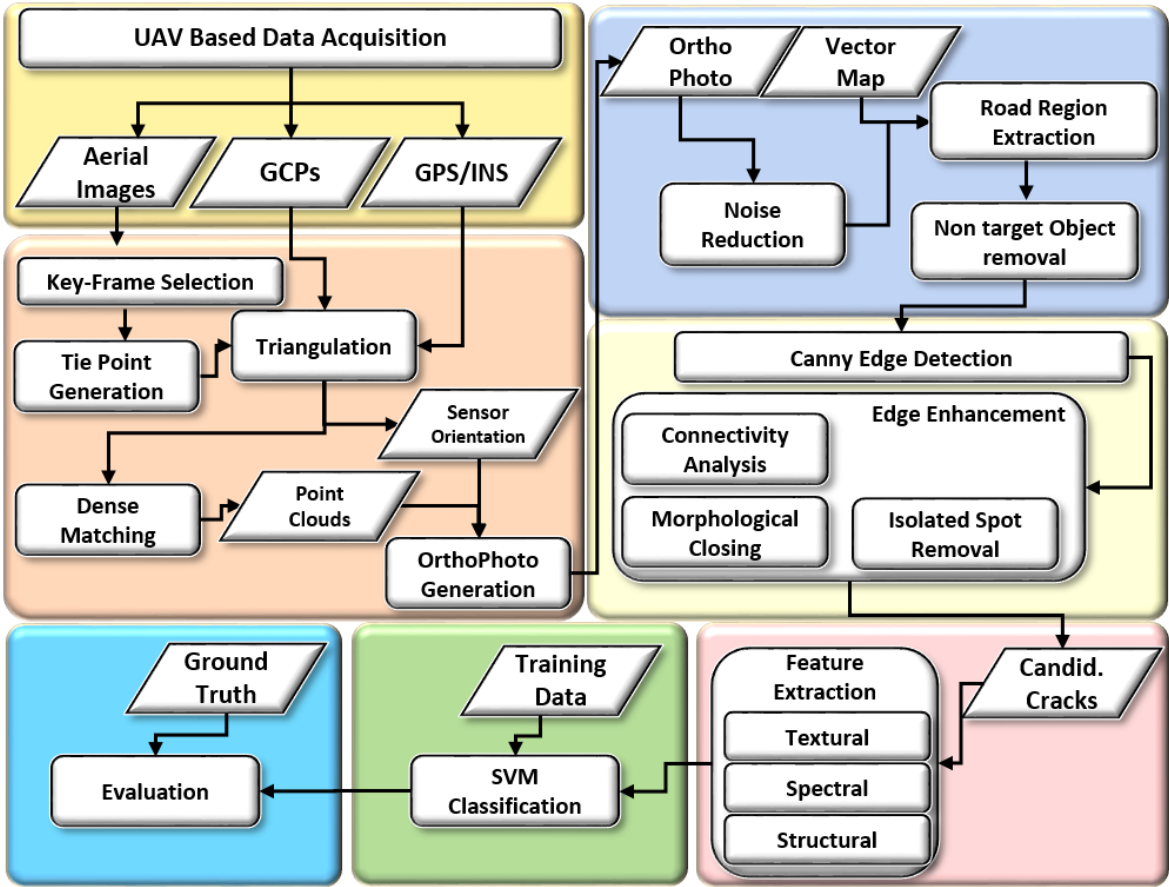 UAV Based Data Acquisition
Aerial
Images
GCPs
GPS/INS
Key-Frame Selection
Tie Point
Generation
Triangulation
Sensor
Orientation
Dense
Matching
Point
Clouds
OrthoPhoto
Generation
Ortho
Photo
Vector
Map
Road Region
Extraction
Noise
Reduction
Non target Object
removal
Canny Edge Detection
Edge Enhancement
Connectivity
Analysis
Morphological
Closing
Isolated Spot
Removal
Ground
Truth
Evaluation
Training
Data
SVM
Classification
Feature
Extraction
Textural
Spectral
Structural
Candid.
Cracks